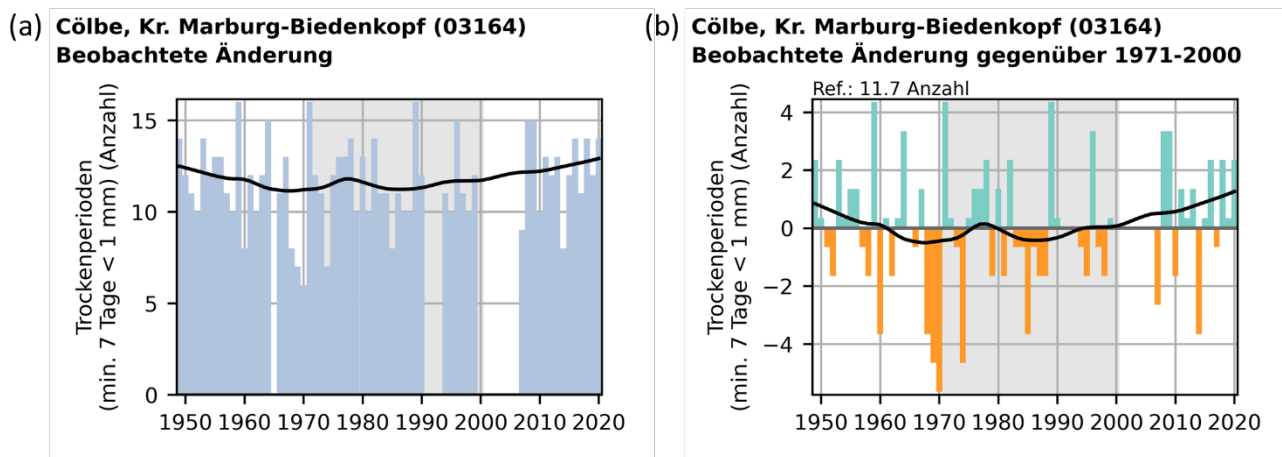 (a) Cölbe, Kr. Marburg-Biedenkopf (03164)
Beobachtete Änderung
Trockenperioden
(min. 7 Tage < 1 mm) (Anzahl)
15
10
5
0
1950 1960 1970 1980 1990 2000 2010 2020
(b) Cölbe, Kr. Marburg-Biedenkopf (03164)
Beobachtete Änderung gegenüber 1971-2000
Ref.: 11.7 Anzahl
Trockenperioden
(min. 7 Tage < 1 mm) (Anzahl)
4
2
0
−2
−4
1950 1960 1970 1980 1990 2000 2010 2020